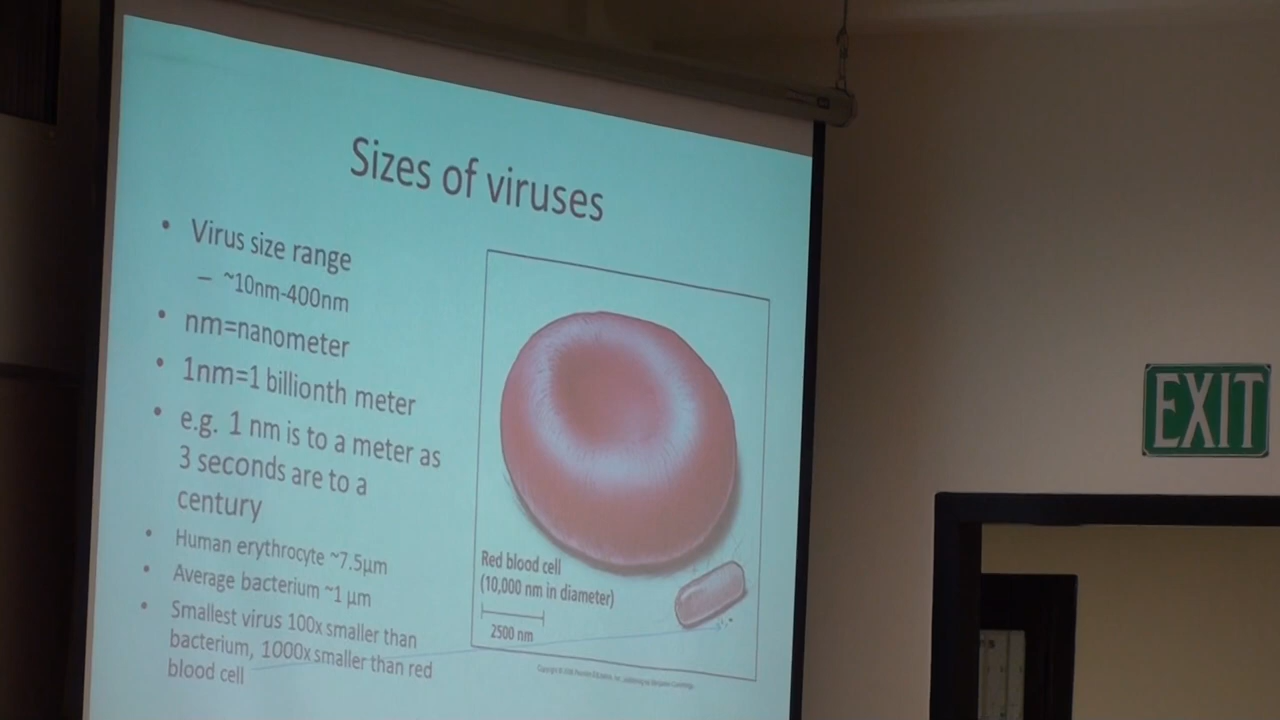 Sizes of viruses
• Virus size range
– ~10nm-400nm
• nm=nanometer
• 1nm=1 billionth meter
• e.g. 1 nm is to a meter as
3 seconds are to a
century
• Human erythrocyte ~7.5µm
• Average bacterium ~1 µm
• Smallest virus 100x smaller than
bacterium, 1000x smaller than red
blood cell
Red blood cell
(10,000 nm in diameter)
2500 nm
EXIT